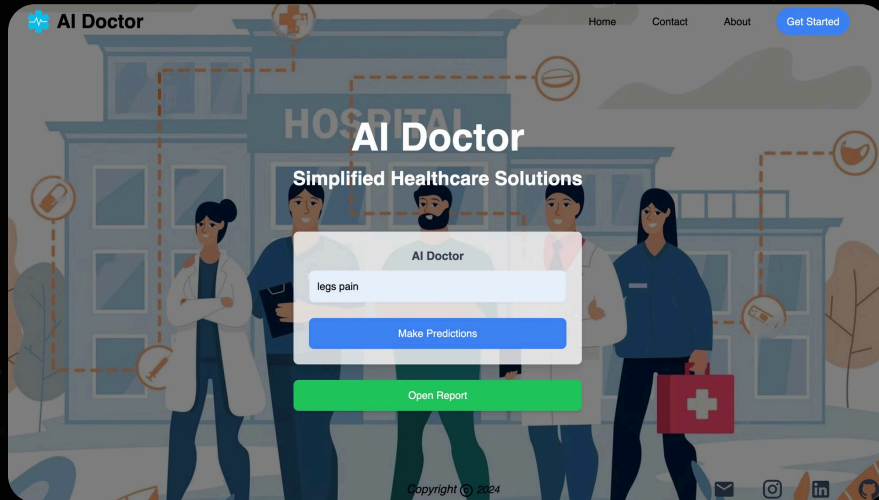 AI Doctor
Home Contact About Get Started
HOSPITAL
AI Doctor
Simplified Healthcare Solutions
AI Doctor
legs pain
Make Predictions
Open Report
Copyright © 2024
in